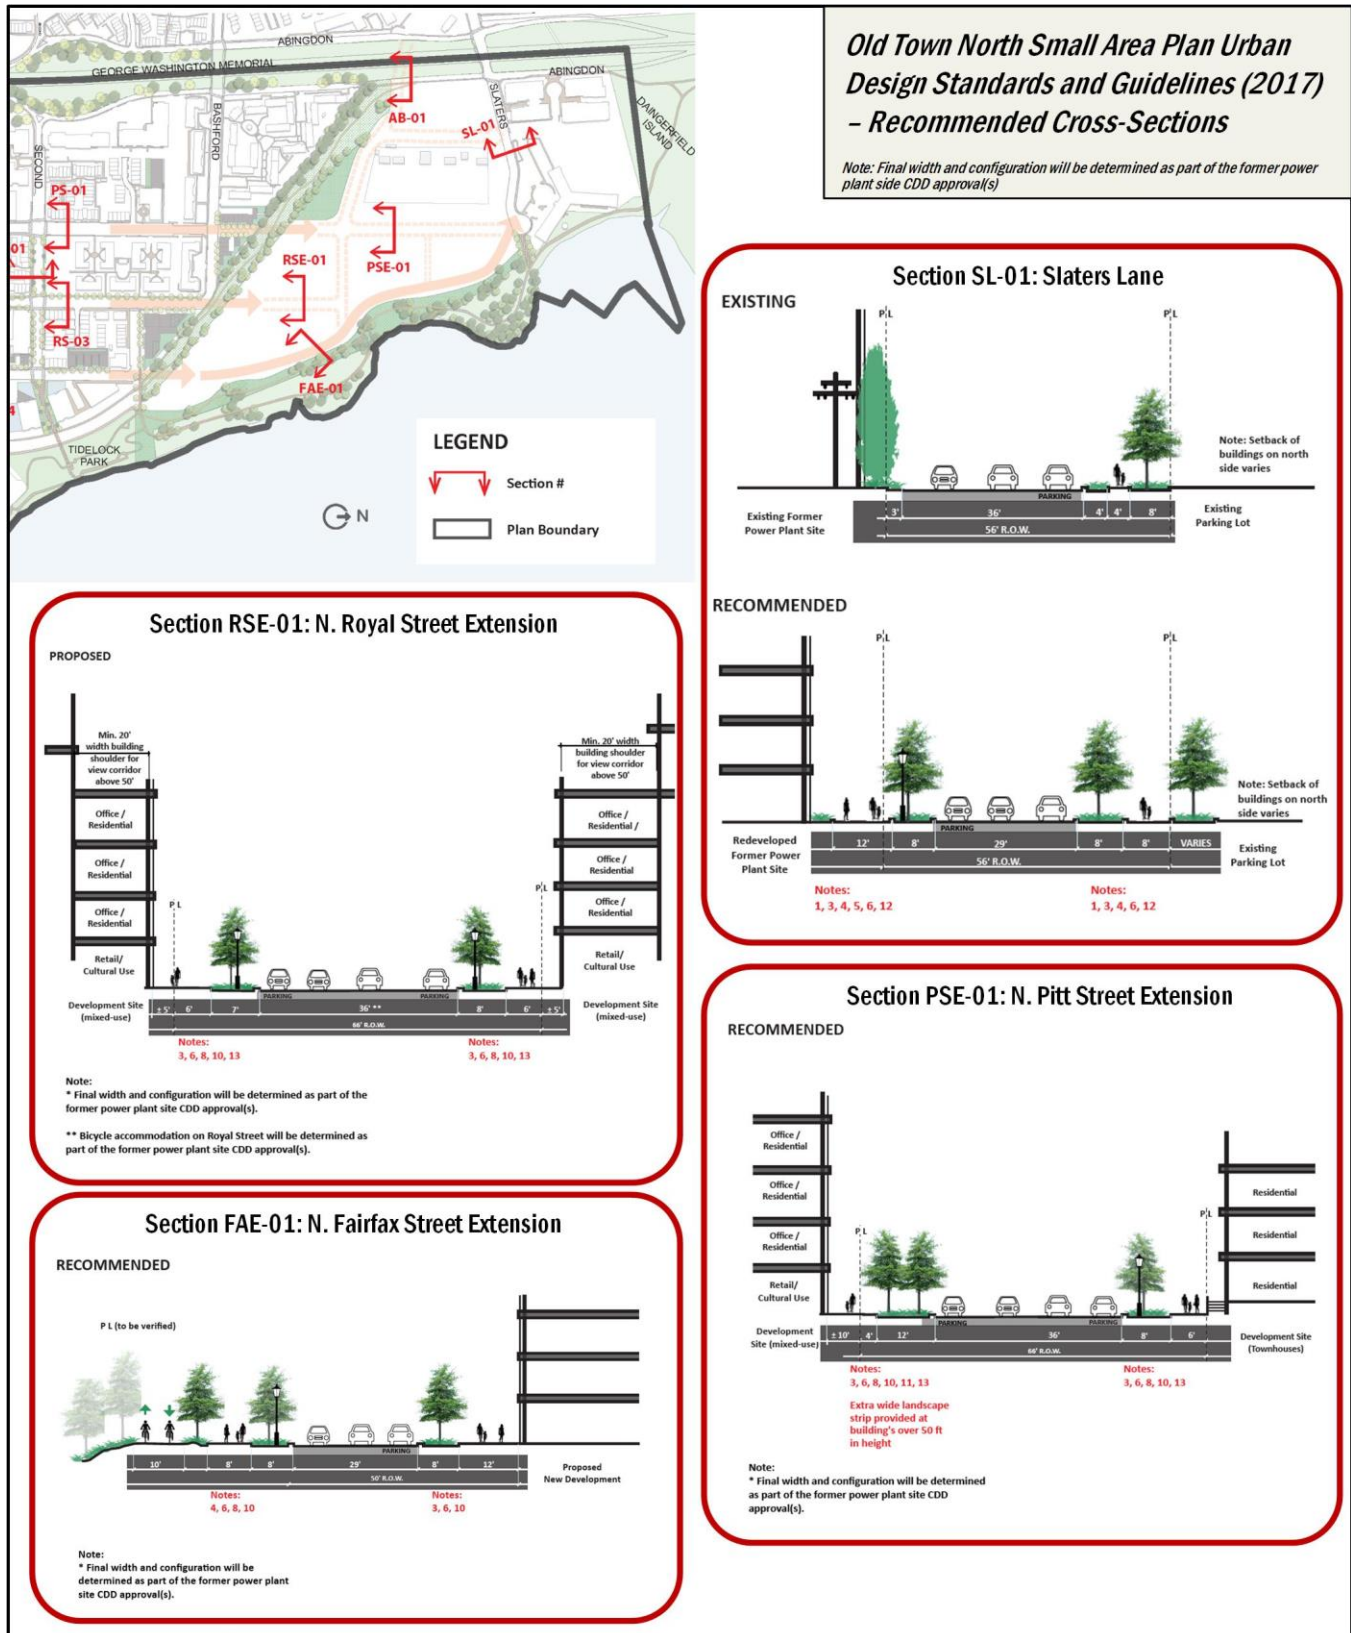 Old Town North Small Area Plan Urban
Design Standards and Guidelines (2017)
– Recommended Cross-Sections
Note: Final width and configuration will be determined as part of the former power
plant side CDD approval(s)
ABINGDON
GEORGE WASHINGTON MEMORIAL
ABINGDON
SECOND
BASHFORD
SLATERS
DAINGERFIELD
ISLAND
AB-01
SL-01
PS-01
01
RSE-01
PSE-01
RS-03
FAE-01
4
TIDELOCK
PARK
N
LEGEND
Section #
Plan Boundary
Section SL-01: Slaters Lane
EXISTING
P L
P L
Note: Setback of
buildings on north
side varies
PARKING
Existing Former
Power Plant Site
3'
36'
4'
4'
8'
56' R.O.W.
Existing
Parking Lot
RECOMMENDED
P L
P L
Note: Setback of
buildings on north
side varies
PARKING
Redeveloped
Former Power
Plant Site
12'
8'
29'
8'
8'
VARIES
56' R.O.W.
Existing
Parking Lot
Notes:
1, 3, 4, 5, 6, 12
Notes:
1, 3, 4, 6, 12
Section RSE-01: N. Royal Street Extension
PROPOSED
Min. 20'
width building
shoulder for
view corridor
above 50'
Min. 20' width
building shoulder
for view corridor
above 50'
Office /
Residential
Office /
Residential
Office /
Residential
Retail/
Cultural Use
Office /
Residential /
Office /
Residential
Office /
Residential
Retail/
Cultural Use
P L
P L
PARKING
PARKING
Development Site
(mixed-use)
± 5'
6'
7'
36' **
8'
6'
± 5'
66' R.O.W.
Development Site
(mixed-use)
Notes:
3, 6, 8, 10, 13
Notes:
3, 6, 8, 10, 13
Note:
* Final width and configuration will be determined as part of the
former power plant site CDD approval(s).
** Bicycle accommodation on Royal Street will be determined as
part of the former power plant site CDD approval(s).
Section PSE-01: N. Pitt Street Extension
RECOMMENDED
Office /
Residential
Office /
Residential
Office /
Residential
Retail/
Cultural Use
Residential
Residential
Residential
P L
P L
PARKING
PARKING
Development
Site (mixed-use)
± 10'
4'
12'
36'
8'
6'
66' R.O.W.
Development Site
(Townhouses)
Notes:
3, 6, 8, 10, 11, 13
Extra wide landscape
strip provided at
building's over 50 ft
in height
Notes:
3, 6, 8, 10, 13
Note:
* Final width and configuration will be determined
as part of the former power plant site CDD
approval(s).
Section FAE-01: N. Fairfax Street Extension
RECOMMENDED
P L (to be verified)
PARKING
10'
8'
8'
29'
8'
12'
50' R.O.W.
Proposed
New Development
Notes:
4, 6, 8, 10
Notes:
3, 6, 10
Note:
* Final width and configuration will be
determined as part of the former power plant
site CDD approval(s).